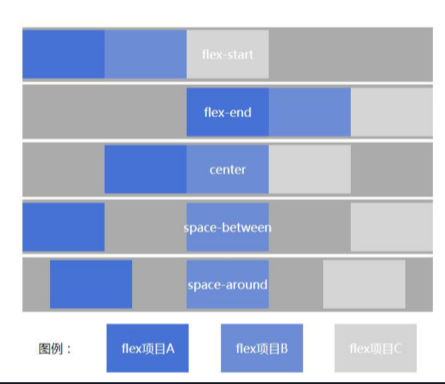 flex-start
flex-end
center
space-between
space-around
图例： flex项目A flex项目B flex项目C